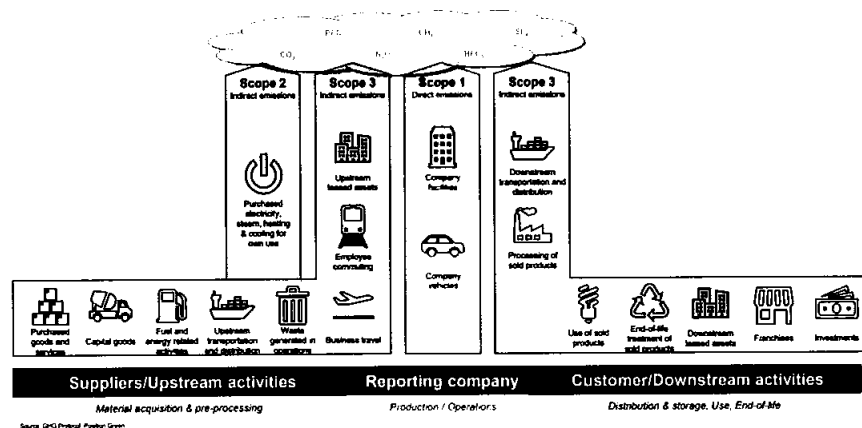 CO₂
CH₄
Scope 2
Indirect emissions
Purchased
electricity,
steam, heating
& cooling for
own use
Scope 3
Indirect emissions
Upstream
leased assets
Employee
commuting
Business travel
Scope 1
Direct emissions
Company
facilities
Company
vehicles
Scope 3
Indirect emissions
Downstream
transportation and
distribution
Processing of
sold products
Purchased
goods and
services
Capital goods
Fuel and
energy related
activities
Upstream
transportation
and distribution
Waste
generated in
operations
Use of sold
products
End-of-life
treatment of
sold products
Downstream
leased assets
Franchises
Investments
Suppliers/Upstream activities
Reporting company
Customer/Downstream activities
Material acquisition & pre-processing
Production / Operations
Distribution & storage, Use, End-of-life
Source: GHG Protocol, Position Green